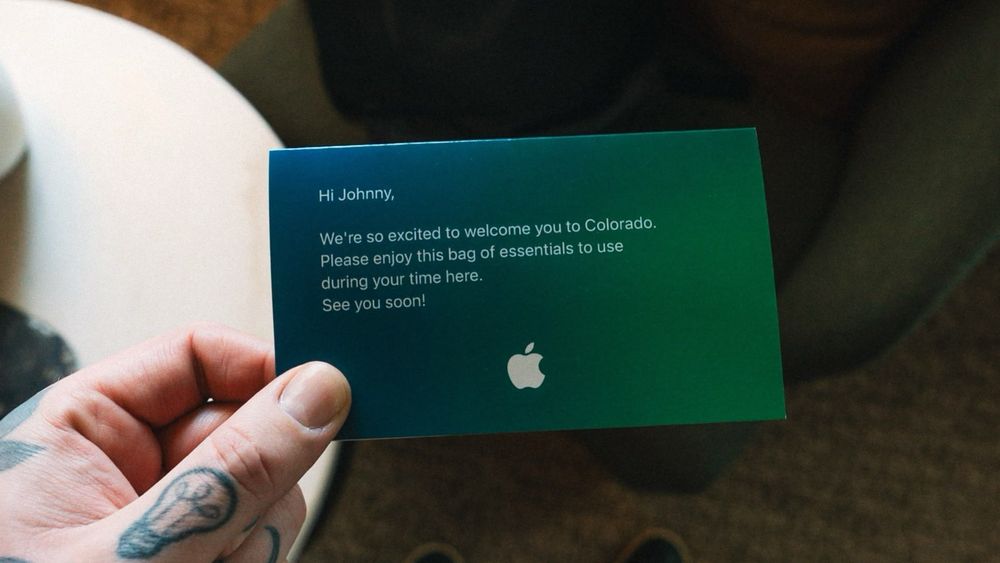 Hi Johnny,
We're so excited to welcome you to Colorado.
Please enjoy this bag of essentials to use
during your time here.
See you soon!